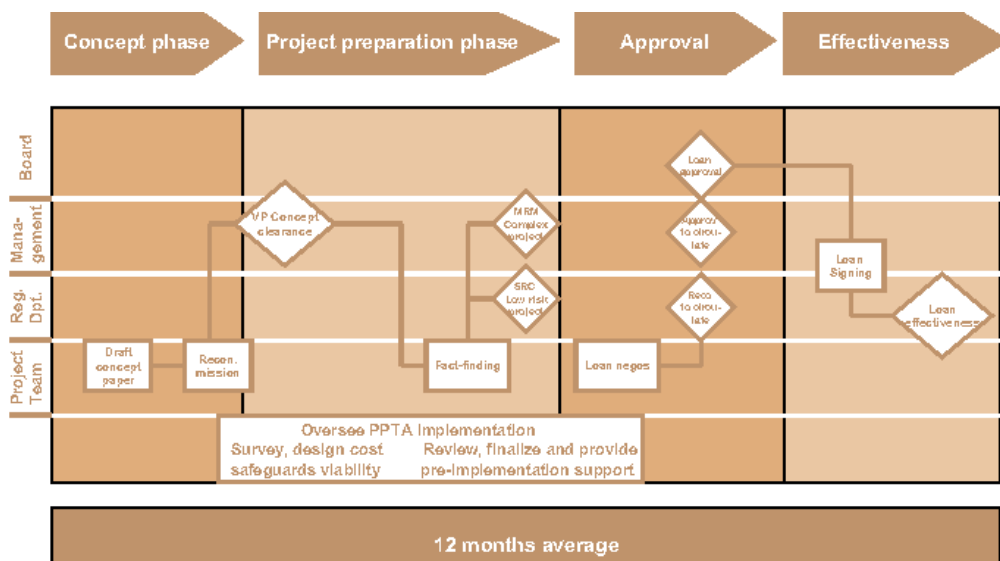 Concept phase
Project preparation phase
Approval
Effectiveness
Board
Mana-
gement
Reg.
Dpt.
Project
Team
Loan
approval
VP Concept
clearance
MRM
Complex
project
Approv
to circu-
late
Loan
Signing
SRC
Low risk
project
Reco
to circu-
late
Loan
effectiveness
Draft
concept
paper
Recon.
mission
Fact-finding
Loan negos
Oversee PPTA Implementation
Survey, design cost
safeguards viability
Review, finalize and provide
pre-implementation support
12 months average